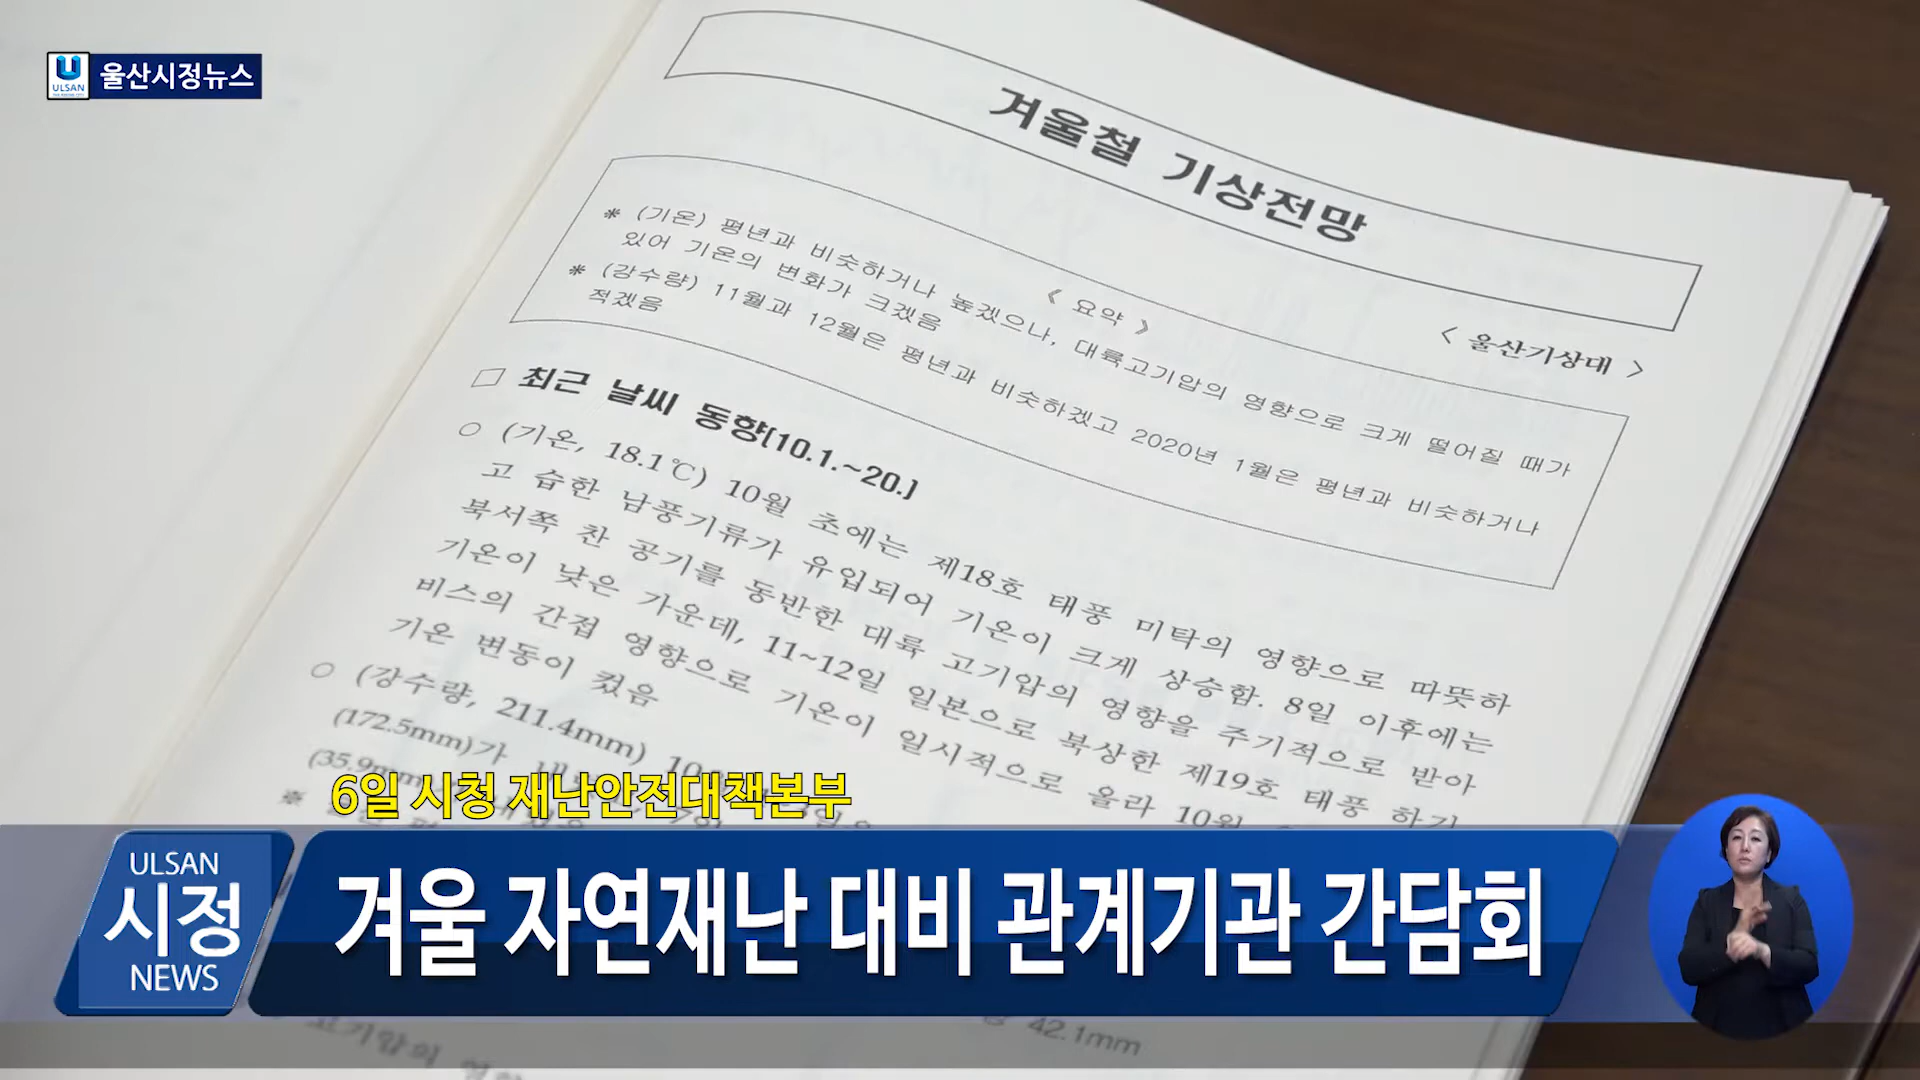 ULSAN
울산시정뉴스
겨울철 기상전망
< 울산기상대 >
《 요약 》
* (기온) 평년과 비슷하거나 높겠으나, 대륙고기압의 영향으로 크게 떨어질 때가
있어 기온의 변화가 크겠음
* (강수량) 11월과 12월은 평년과 비슷하겠고 2020년 1월은 평년과 비슷하거나
적겠음
□ 최근 날씨 동향(10.1.~20.)
○ (기온, 18.1℃) 10월 초에는 제18호 태풍 미탁의 영향으로 따뜻하
고 습한 남풍기류가 유입되어 기온이 크게 상승함. 8일 이후에는
북서쪽 찬 공기를 동반한 대륙 고기압의 영향을 주기적으로 받아
기온이 낮은 가운데, 11~12일 일본으로 북상한 제19호 태풍 하기
비스의 간접 영향으로 기온이 일시적으로 올라 10월
기온 변동이 컸음
○ (강수량, 211.4mm)
(172.5mm)가
(35.9mm
6일 시청 재난안전대책본부
ULSAN
시정
NEWS
겨울 자연재난 대비 관계기관 간담회
42.1mm
고기압의